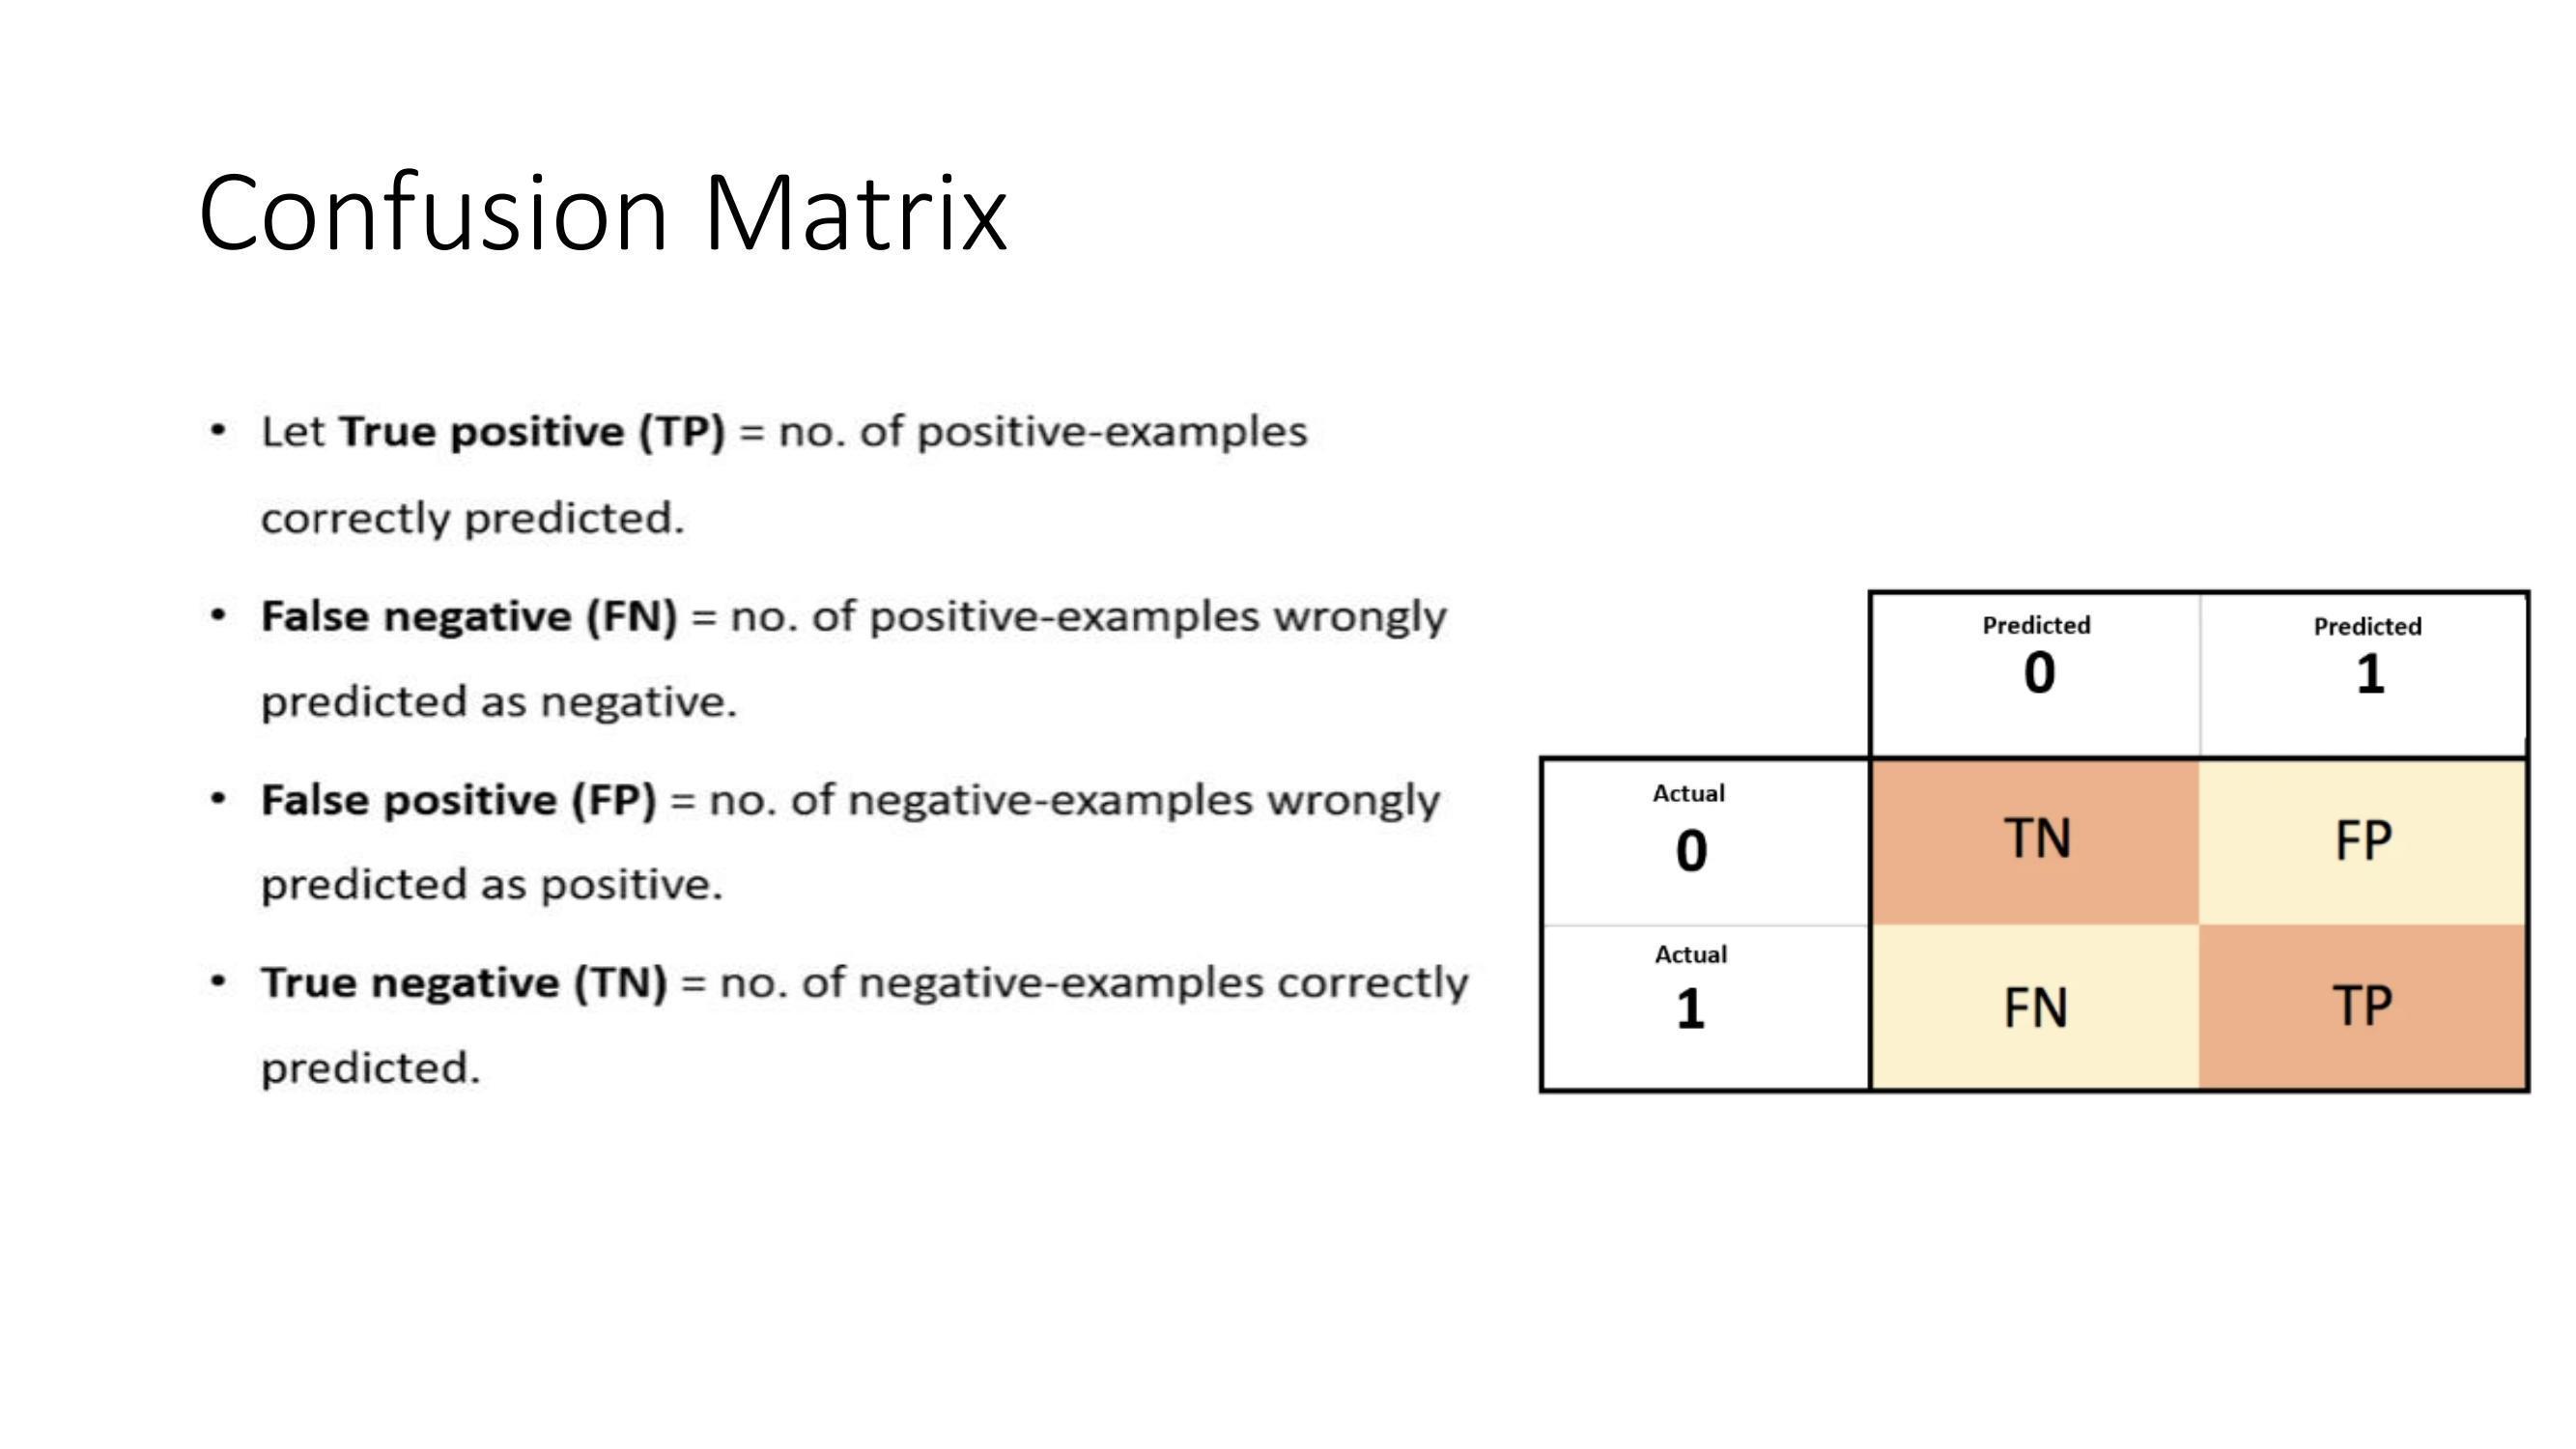 Confusion Matrix
• Let True positive (TP) = no. of positive-examples
correctly predicted.
• False negative (FN) = no. of positive-examples wrongly
predicted as negative.
• False positive (FP) = no. of negative-examples wrongly
predicted as positive.
• True negative (TN) = no. of negative-examples correctly
predicted.
Predicted Predicted
0 1
Actual
0 TN FP
Actual
1 FN TP